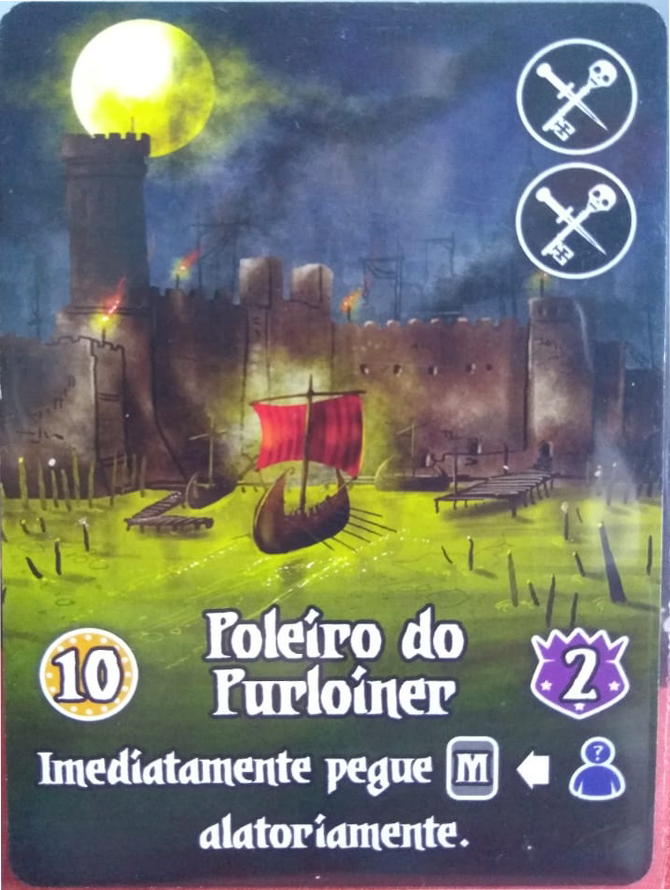 Poleiro do
Purloiner
10
2
Imediatamente pegue M ?
alatoriamente.